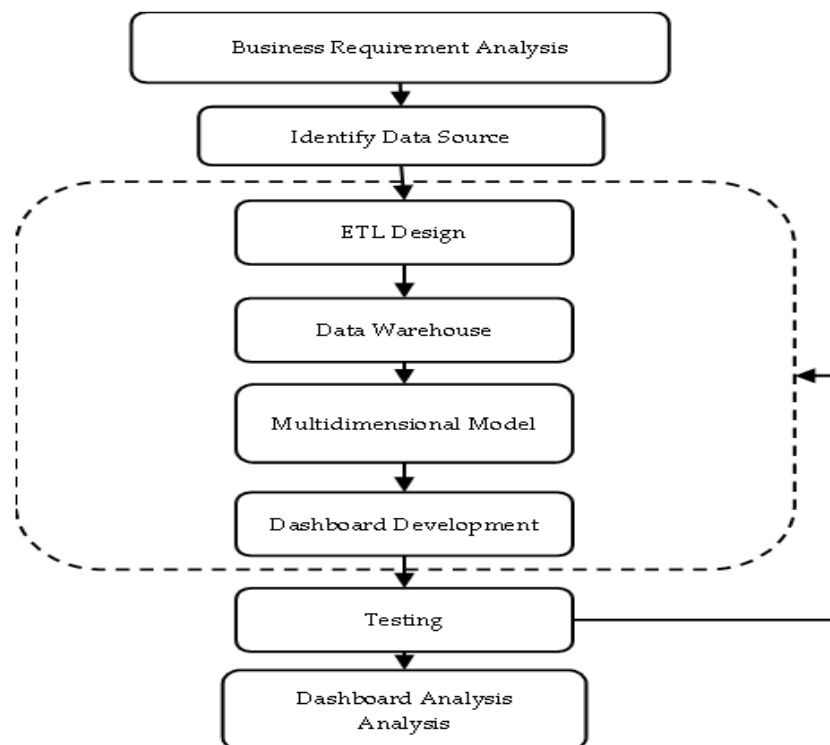 Business Requirement Analysis
Identify Data Source
ETL Design
Data Warehouse
Multidimensional Model
Dashboard Development
Testing
Dashboard Analysis
Analysis